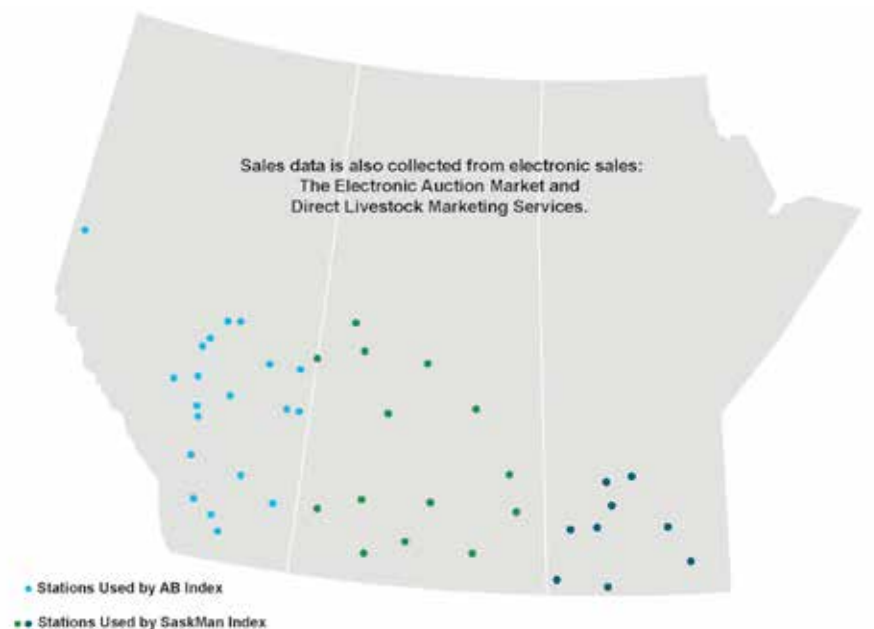 Sales data is also collected from electronic sales:
The Electronic Auction Market and
Direct Livestock Marketing Services.
Stations Used by AB Index
Stations Used by SaskMan Index